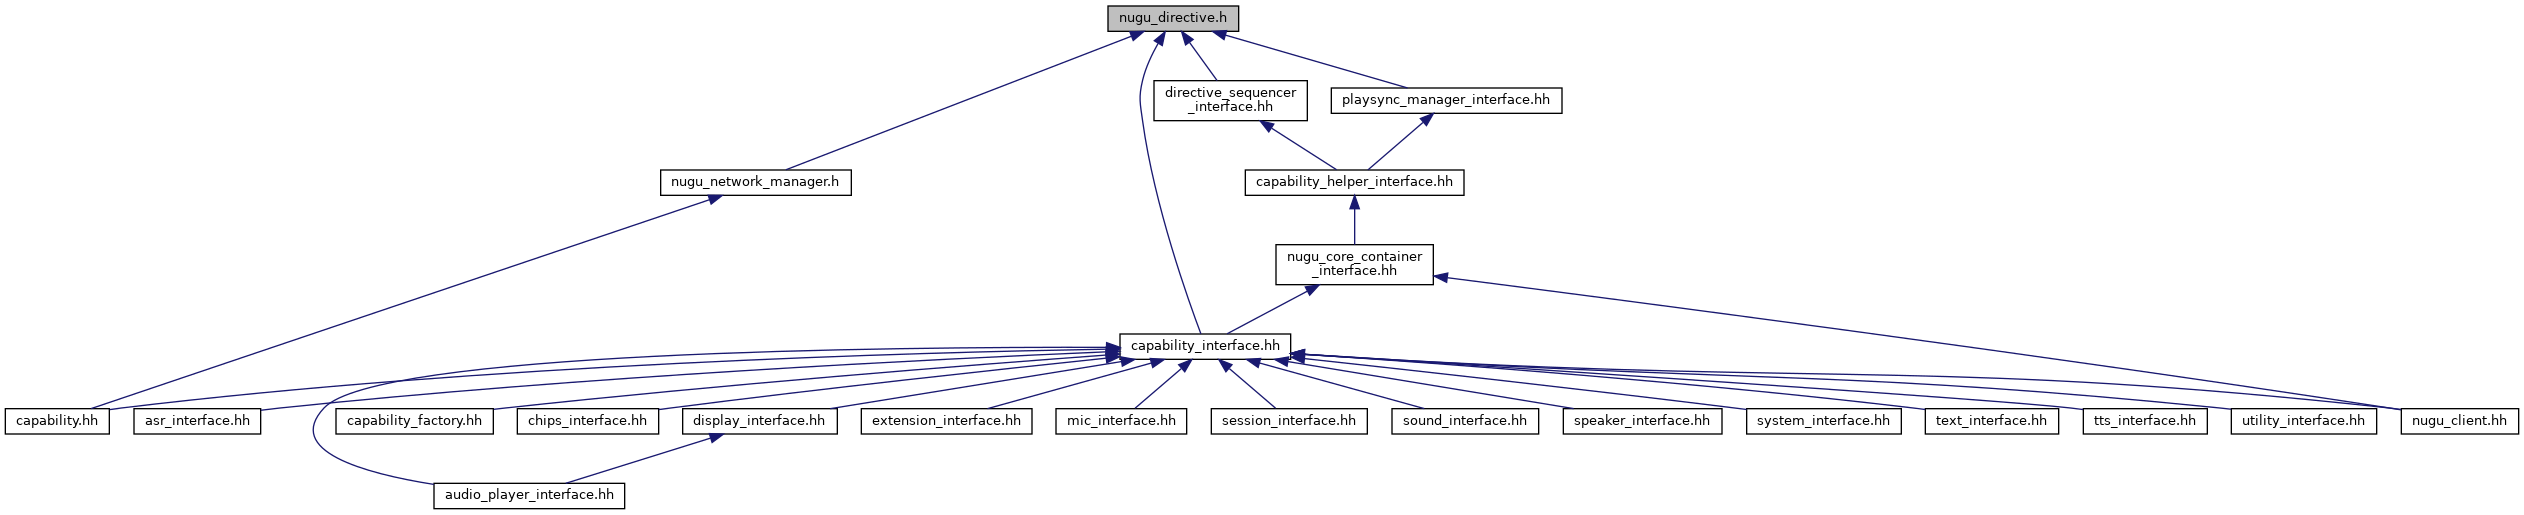 nugu_directive.h
directive_sequencer
_interface.hh
playsync_manager_interface.hh
nugu_network_manager.h
capability_helper_interface.hh
nugu_core_container
_interface.hh
capability_interface.hh
capability.hh
asr_interface.hh
capability_factory.hh
chips_interface.hh
display_interface.hh
extension_interface.hh
mic_interface.hh
session_interface.hh
sound_interface.hh
speaker_interface.hh
system_interface.hh
text_interface.hh
tts_interface.hh
utility_interface.hh
nugu_client.hh
audio_player_interface.hh